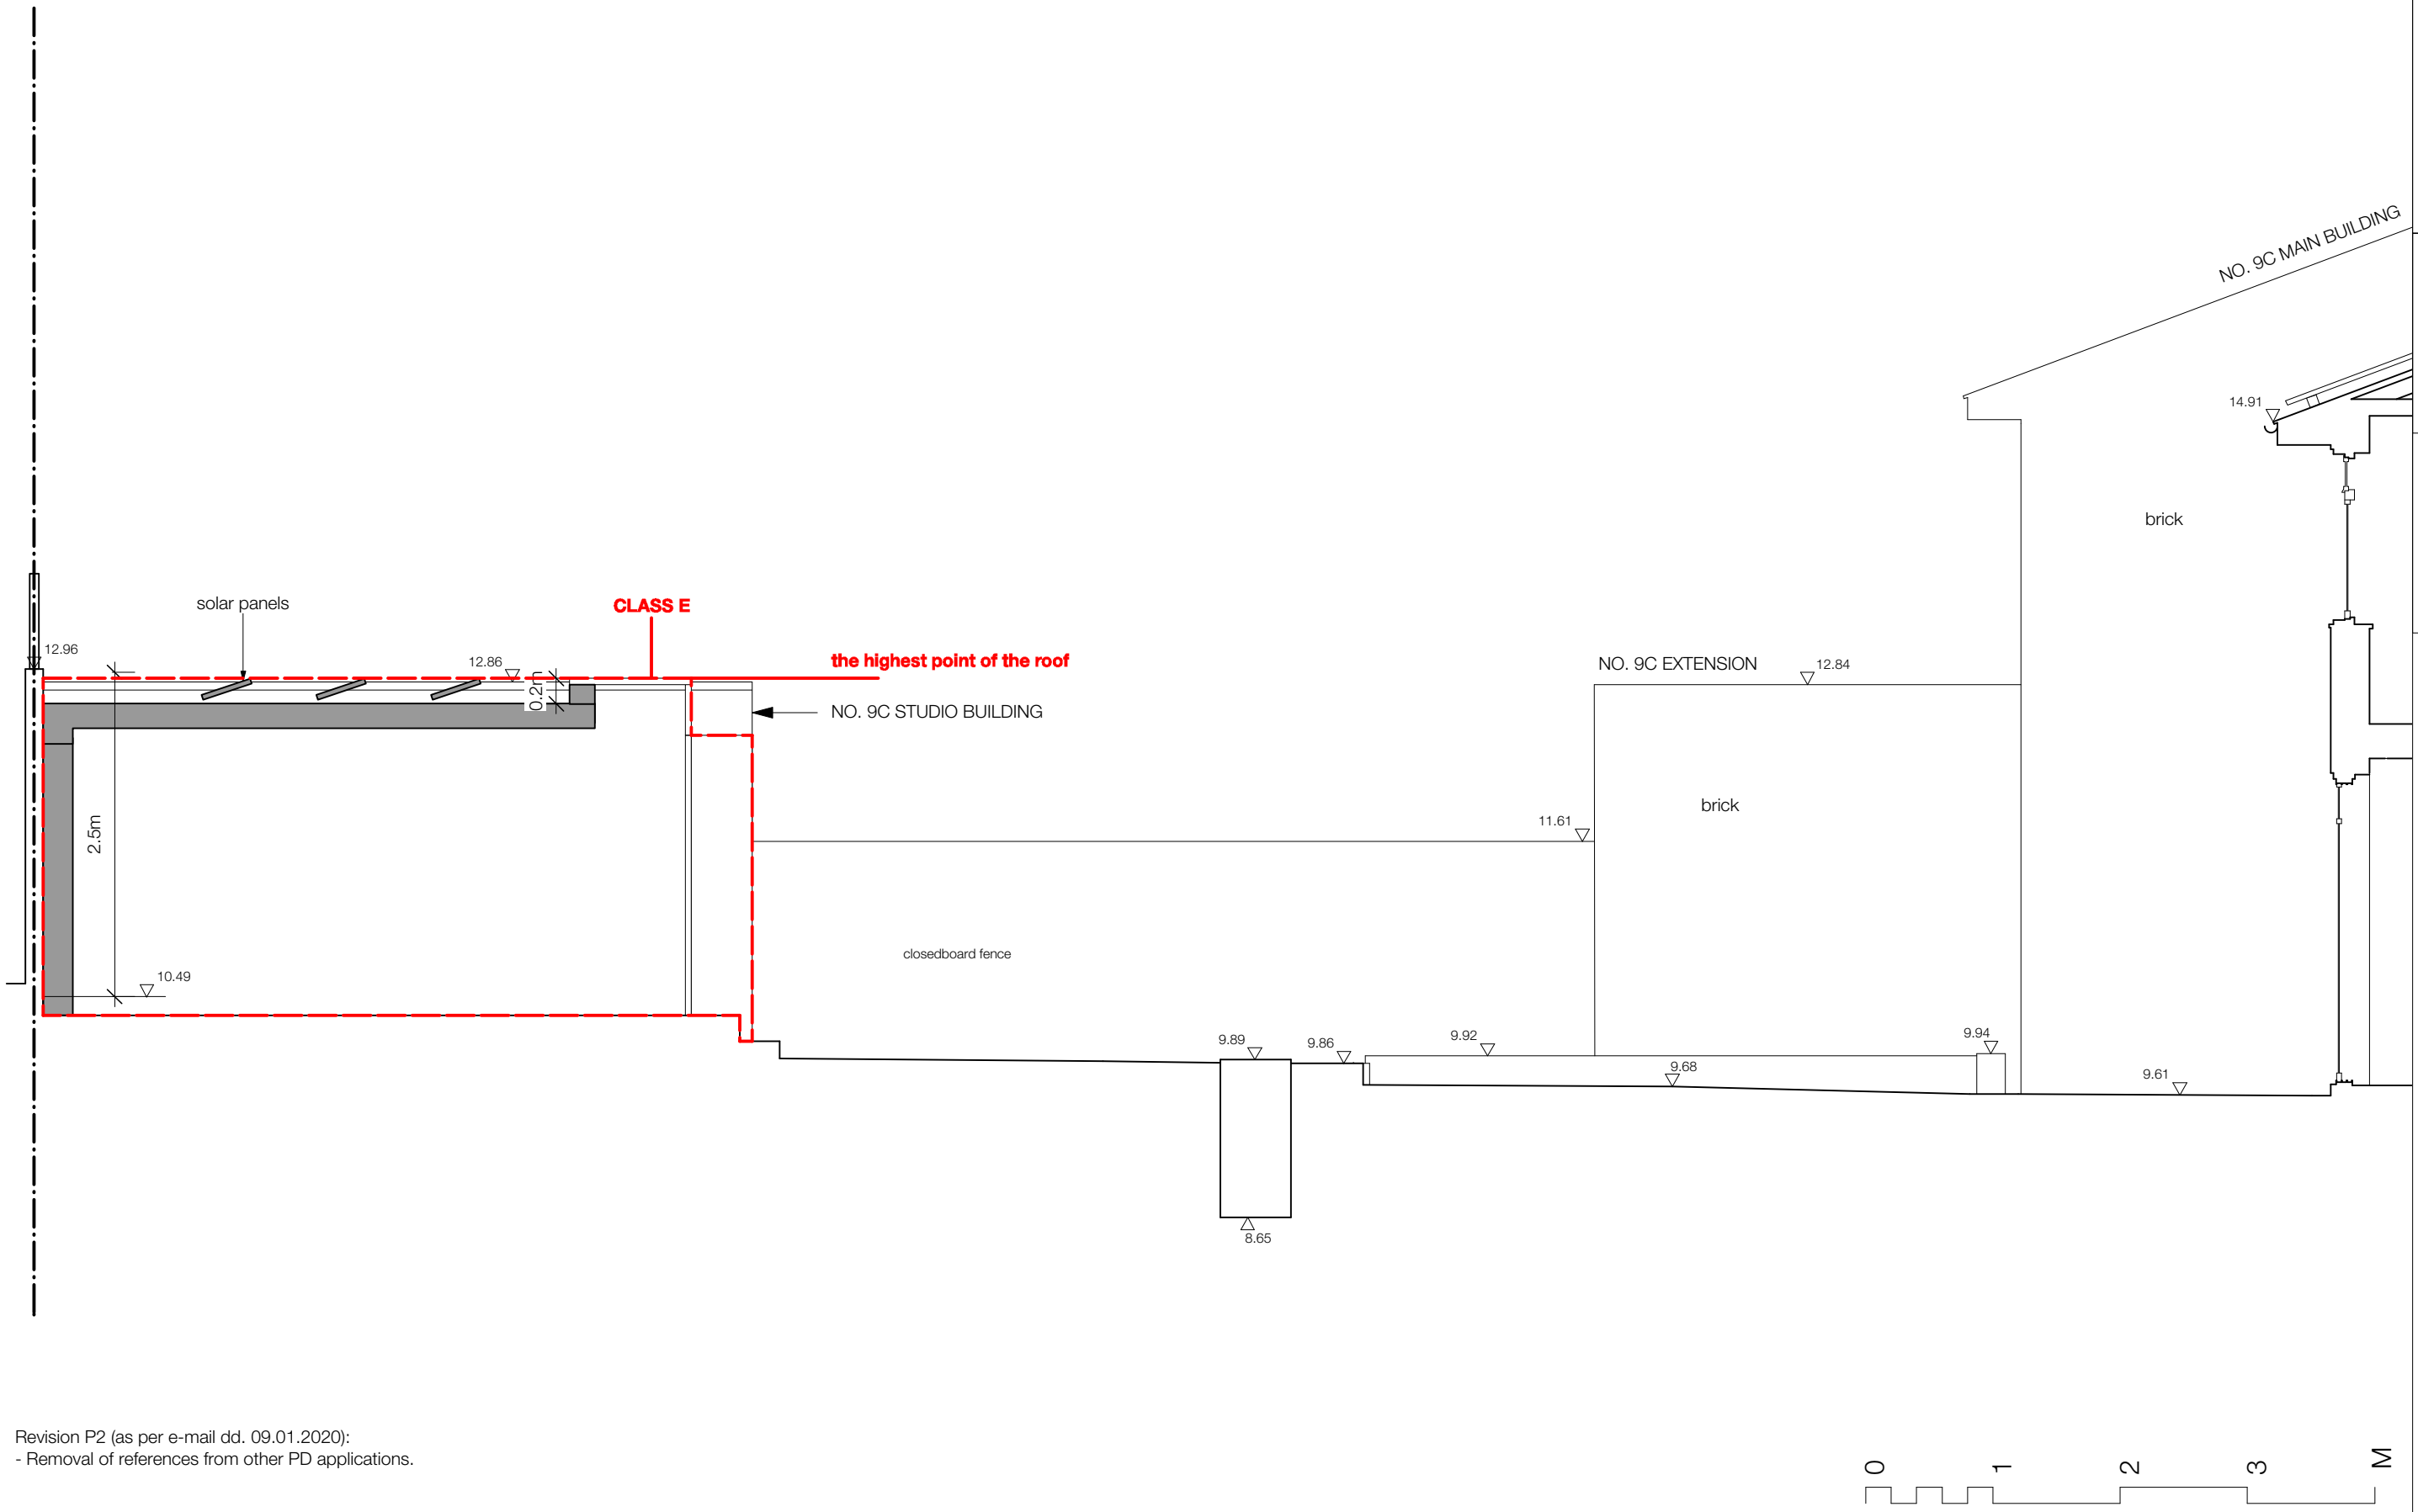 NO. 9C MAIN BUILDING
14.91
brick
solar panels
CLASS E
12.96
12.86
the highest point of the roof
NO. 9C EXTENSION
12.84
0.2m
NO. 9C STUDIO BUILDING
brick
11.61
2.5m
closedboard fence
10.49
9.89
9.86
9.92
9.94
9.68
9.61
8.65
Revision P2 (as per e-mail dd. 09.01.2020):
- Removal of references from other PD applications.
0 1 2 3 M